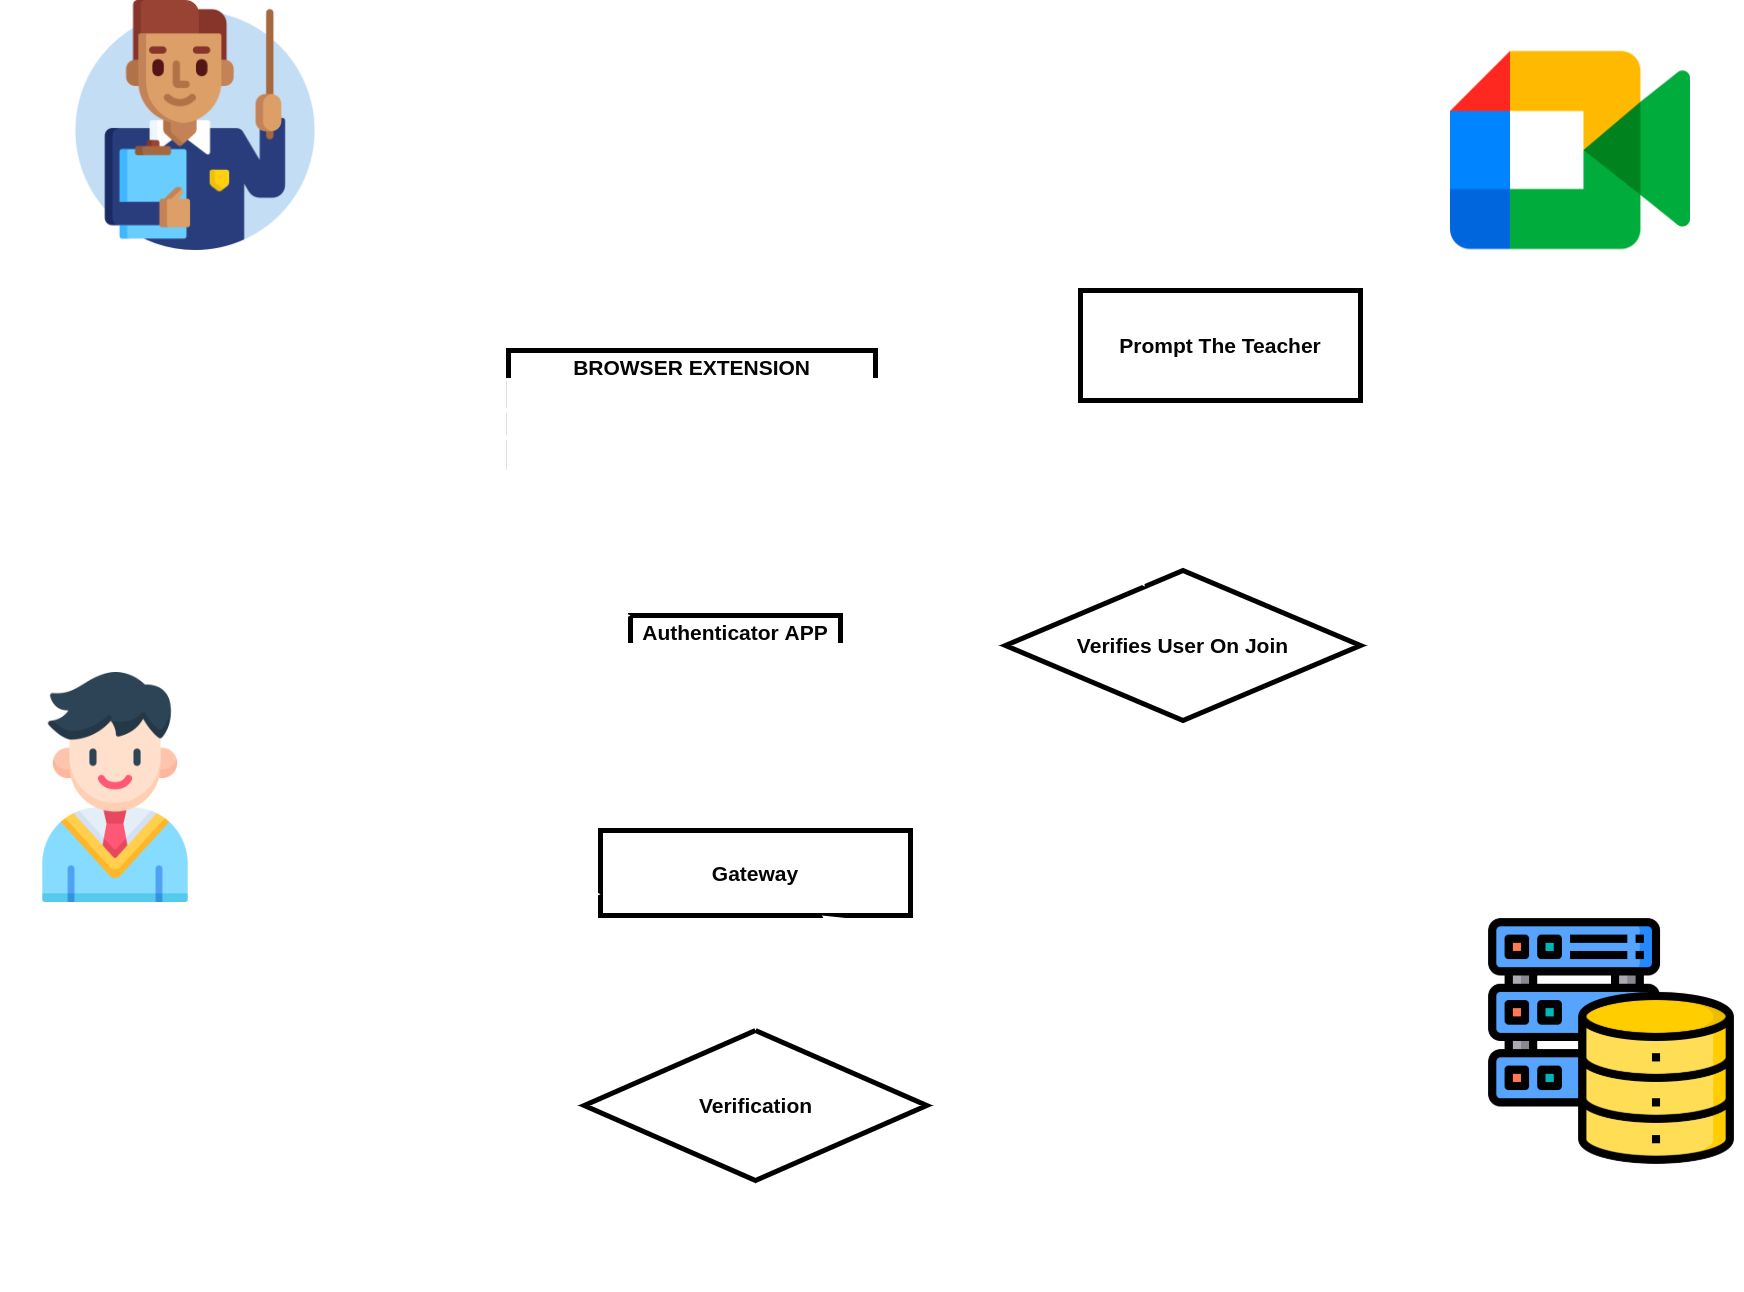 Prompt The Teacher
BROWSER EXTENSION
Authenticator APP
Verifies User On Join
Gateway
Verification